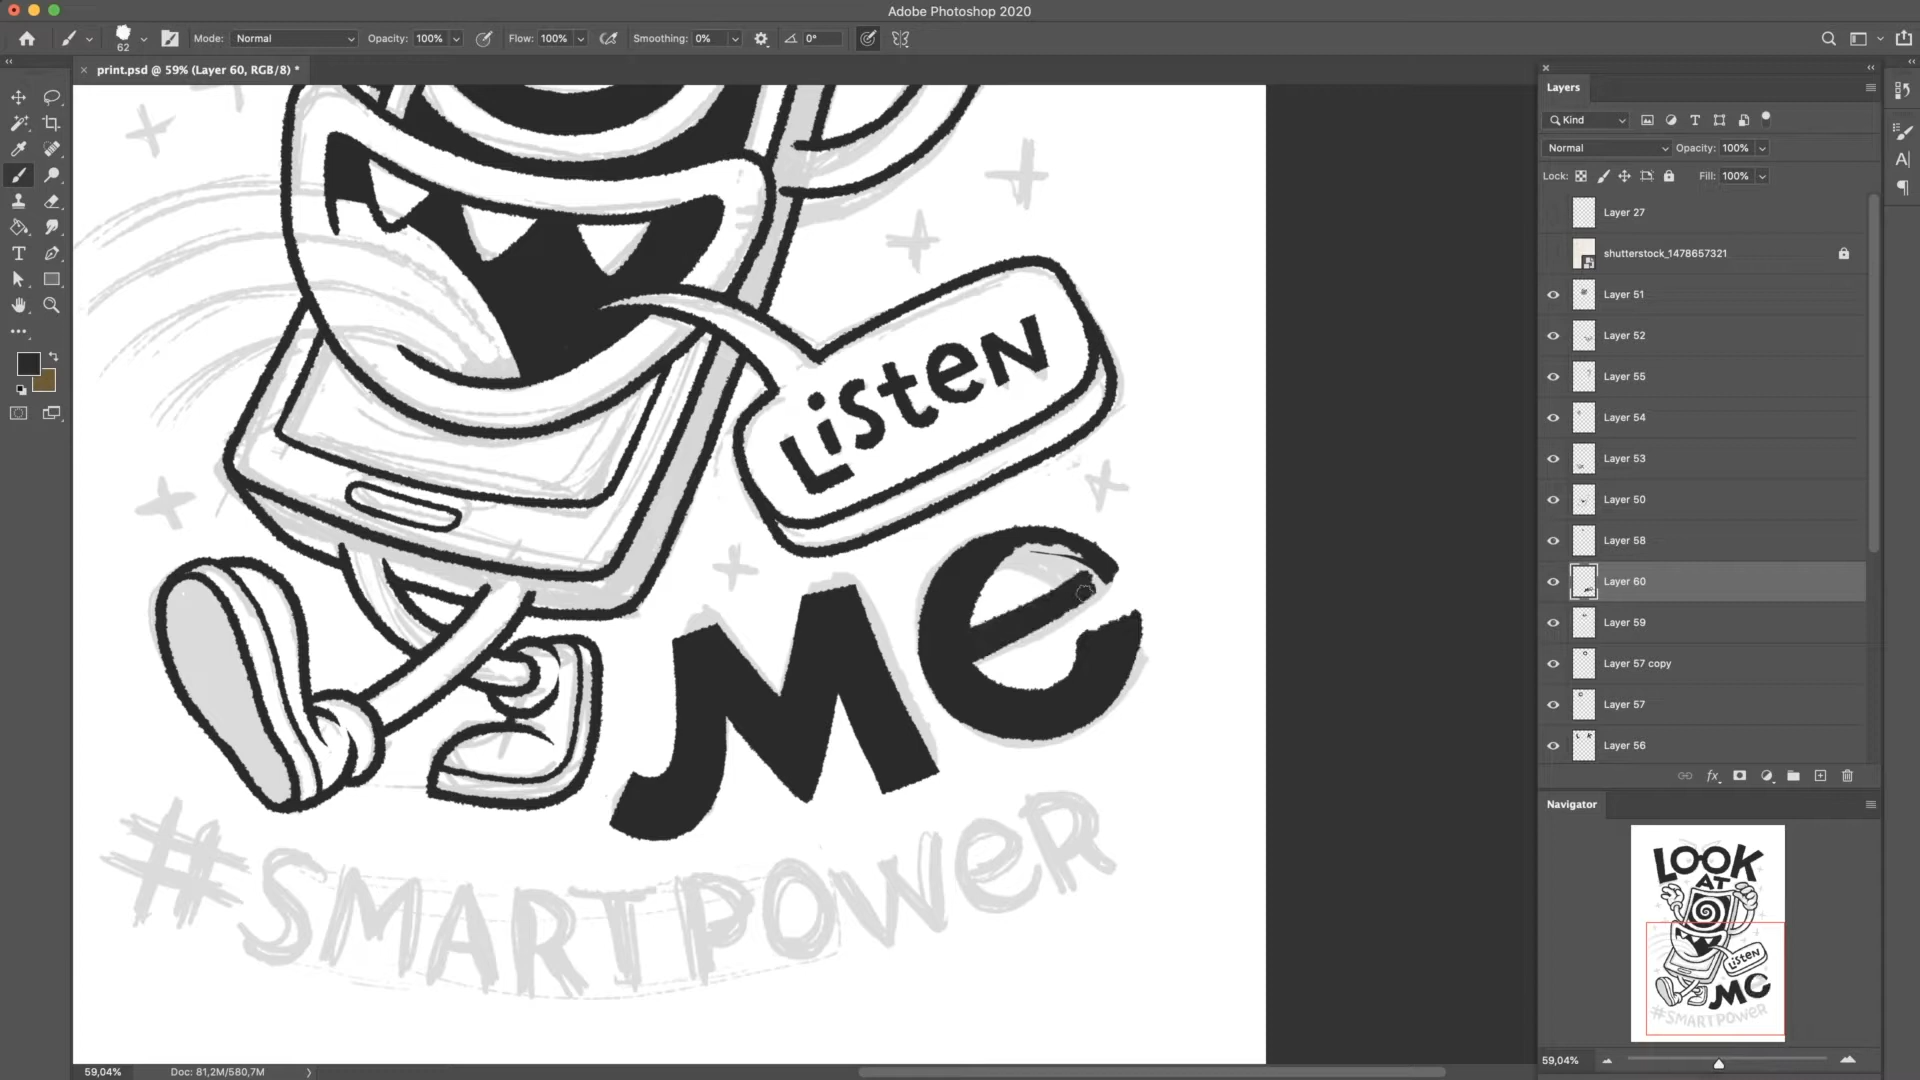 Adobe Photoshop 2020
62
Mode: Normal
Opacity: 100%
Flow: 100%
Smoothing: 0%
0°
print.psd @ 59% (Layer 60, RGB/8) *
Layers
Kind
Normal
Opacity: 100%
Lock:
Fill: 100%
Layer 27
shutterstock_1478657321
Layer 51
Layer 52
Layer 55
Layer 54
Layer 53
Layer 50
Layer 58
Layer 60
Layer 59
Layer 57 copy
Layer 57
Layer 56
fx
Navigator
LOOK
AT
Listen
Me
#SMARTPOWER
59,04%
Listen
Me
#SMARTPOWeR
59,04%
Doc: 81,2M/580,7M